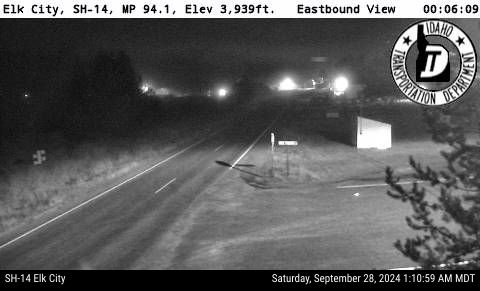 Elk City, SH-14, MP 94.1, Elev 3,939ft. Eastbound View 00:06:09
IDAHO
TRANSPORTATION DEPARTMENT
SH-14 Elk City Saturday, September 28, 2024 1:10:59 AM MDT